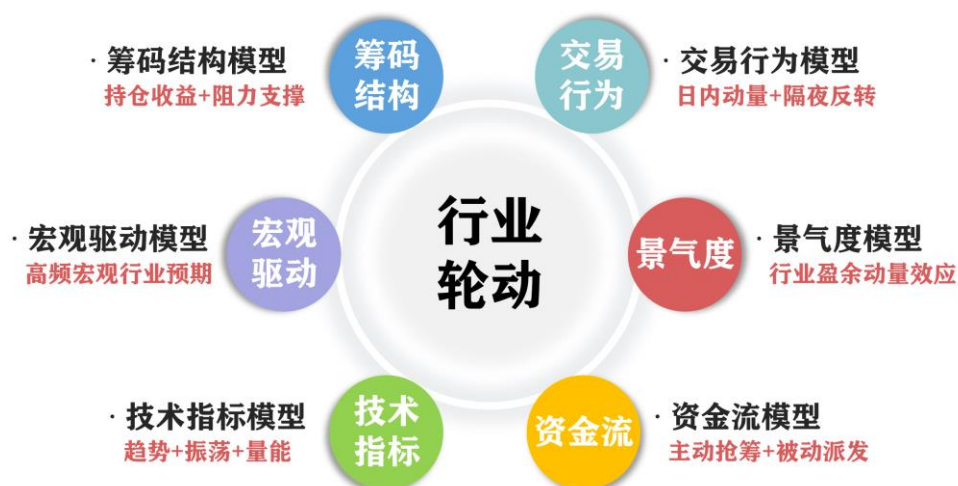 · 筹码结构模型
持仓收益+阻力支撑
筹码
结构
交易
行为
· 交易行为模型
日内动量+隔夜反转
· 宏观驱动模型
高频宏观行业预期
宏观
驱动
行业
轮动
景气度
· 景气度模型
行业盈余动量效应
· 技术指标模型
趋势+振荡+量能
技术
指标
资金流
· 资金流模型
主动抢筹+被动派发